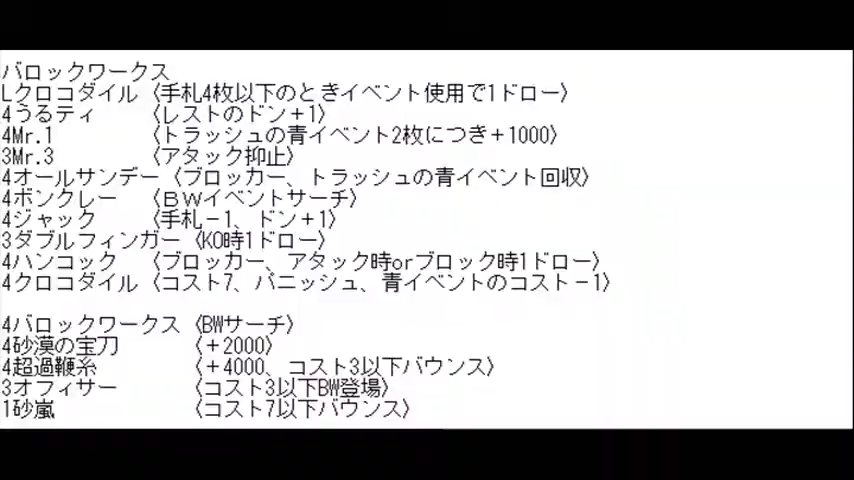 バロックワークス
Lクロコダイル〈手札4枚以下のときイベント使用で1ドロー〉
4うるティ　　〈レストのドン＋1〉
4Mr.1　　　　〈トラッシュの青イベント2枚につき＋1000〉
3Mr.3　　　　〈アタック抑止〉
4オールサンデー〈ブロッカー、トラッシュの青イベント回収〉
4ボンクレー　〈ＢＷイベントサーチ〉
4ジャック　　〈手札－1、ドン＋1〉
3ダブルフィンガー〈KO時1ドロー〉
4ハンコック　〈ブロッカー、アタック時orブロック時1ドロー〉
4クロコダイル〈コスト7、バニッシュ、青イベントのコスト－1〉
4バロックワークス〈BWサーチ〉
4砂漠の宝刀　　　〈＋2000〉
4超過鞭糸　　　　〈＋4000、コスト3以下バウンス〉
3オフィサー　　　〈コスト3以下BW登場〉
1砂嵐　　　　　　〈コスト7以下バウンス〉